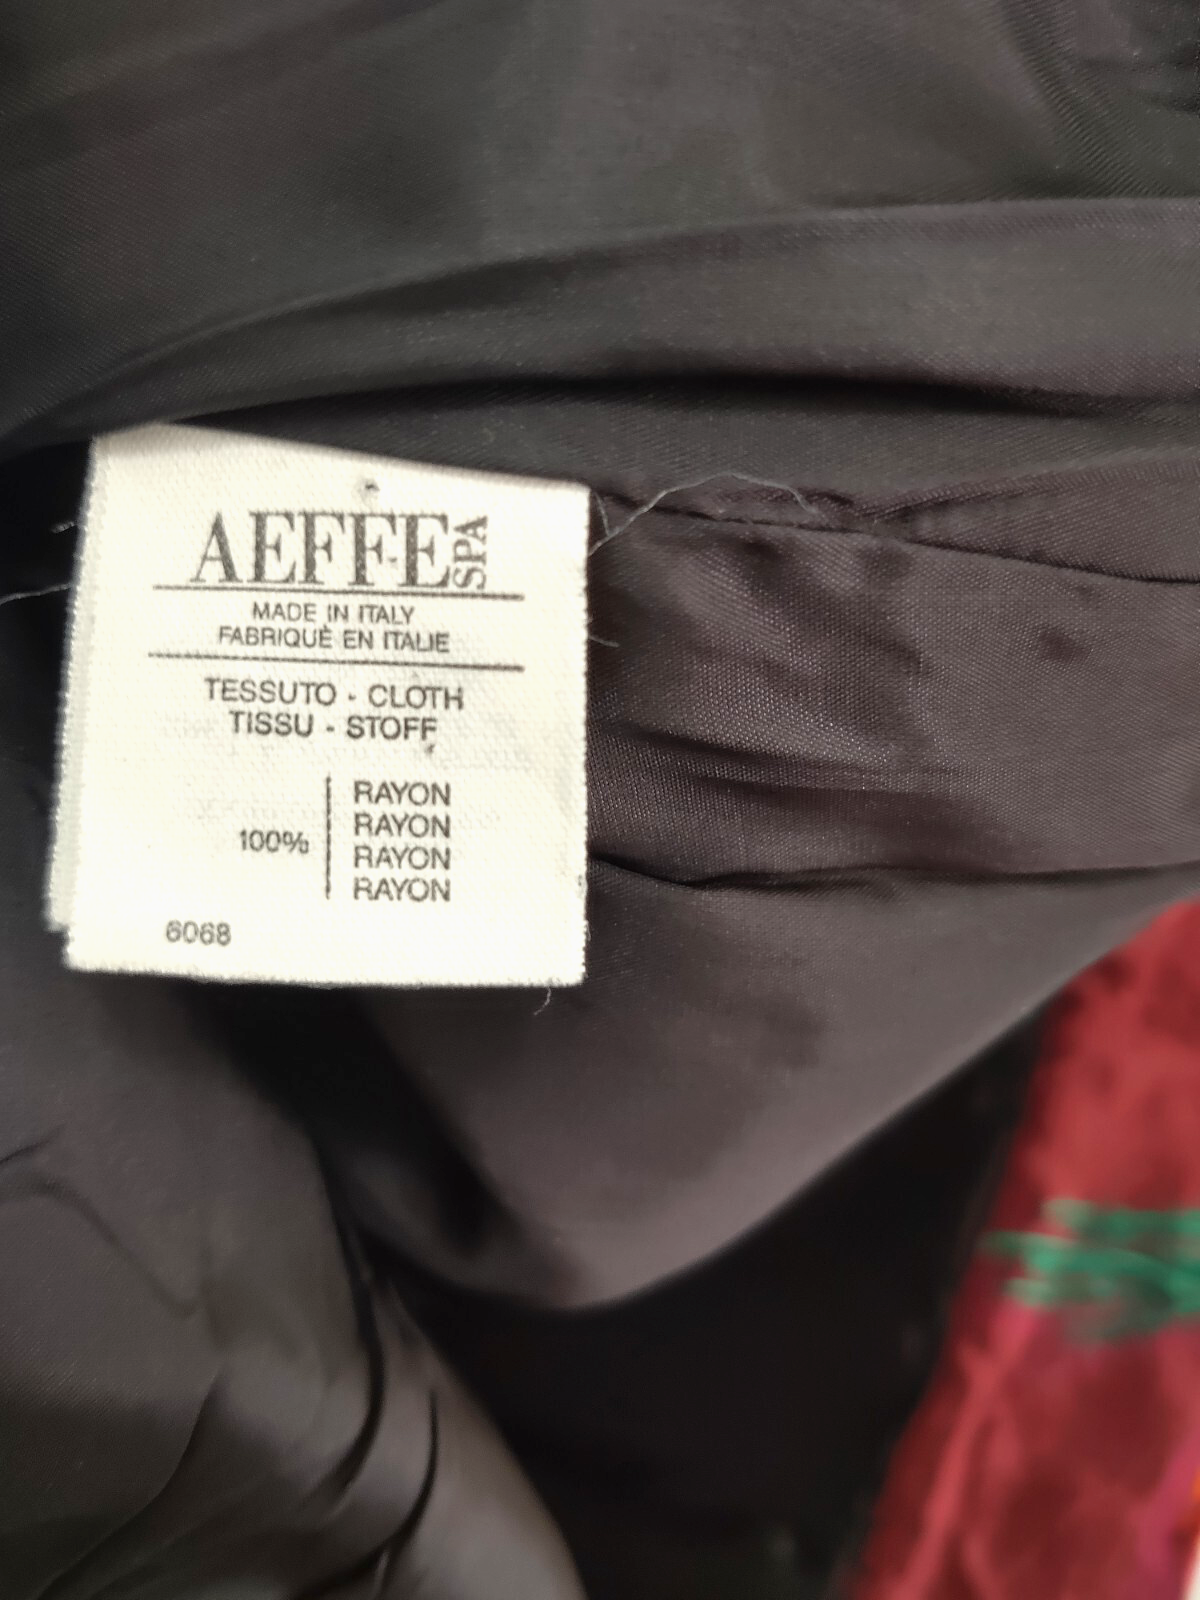 AEFFE SPA
MADE IN ITALY
FABRIQUÈ EN ITALIE
TESSUTO - CLOTH
TISSU - STOFF
RAYON
RAYON
100%
RAYON
RAYON
6068